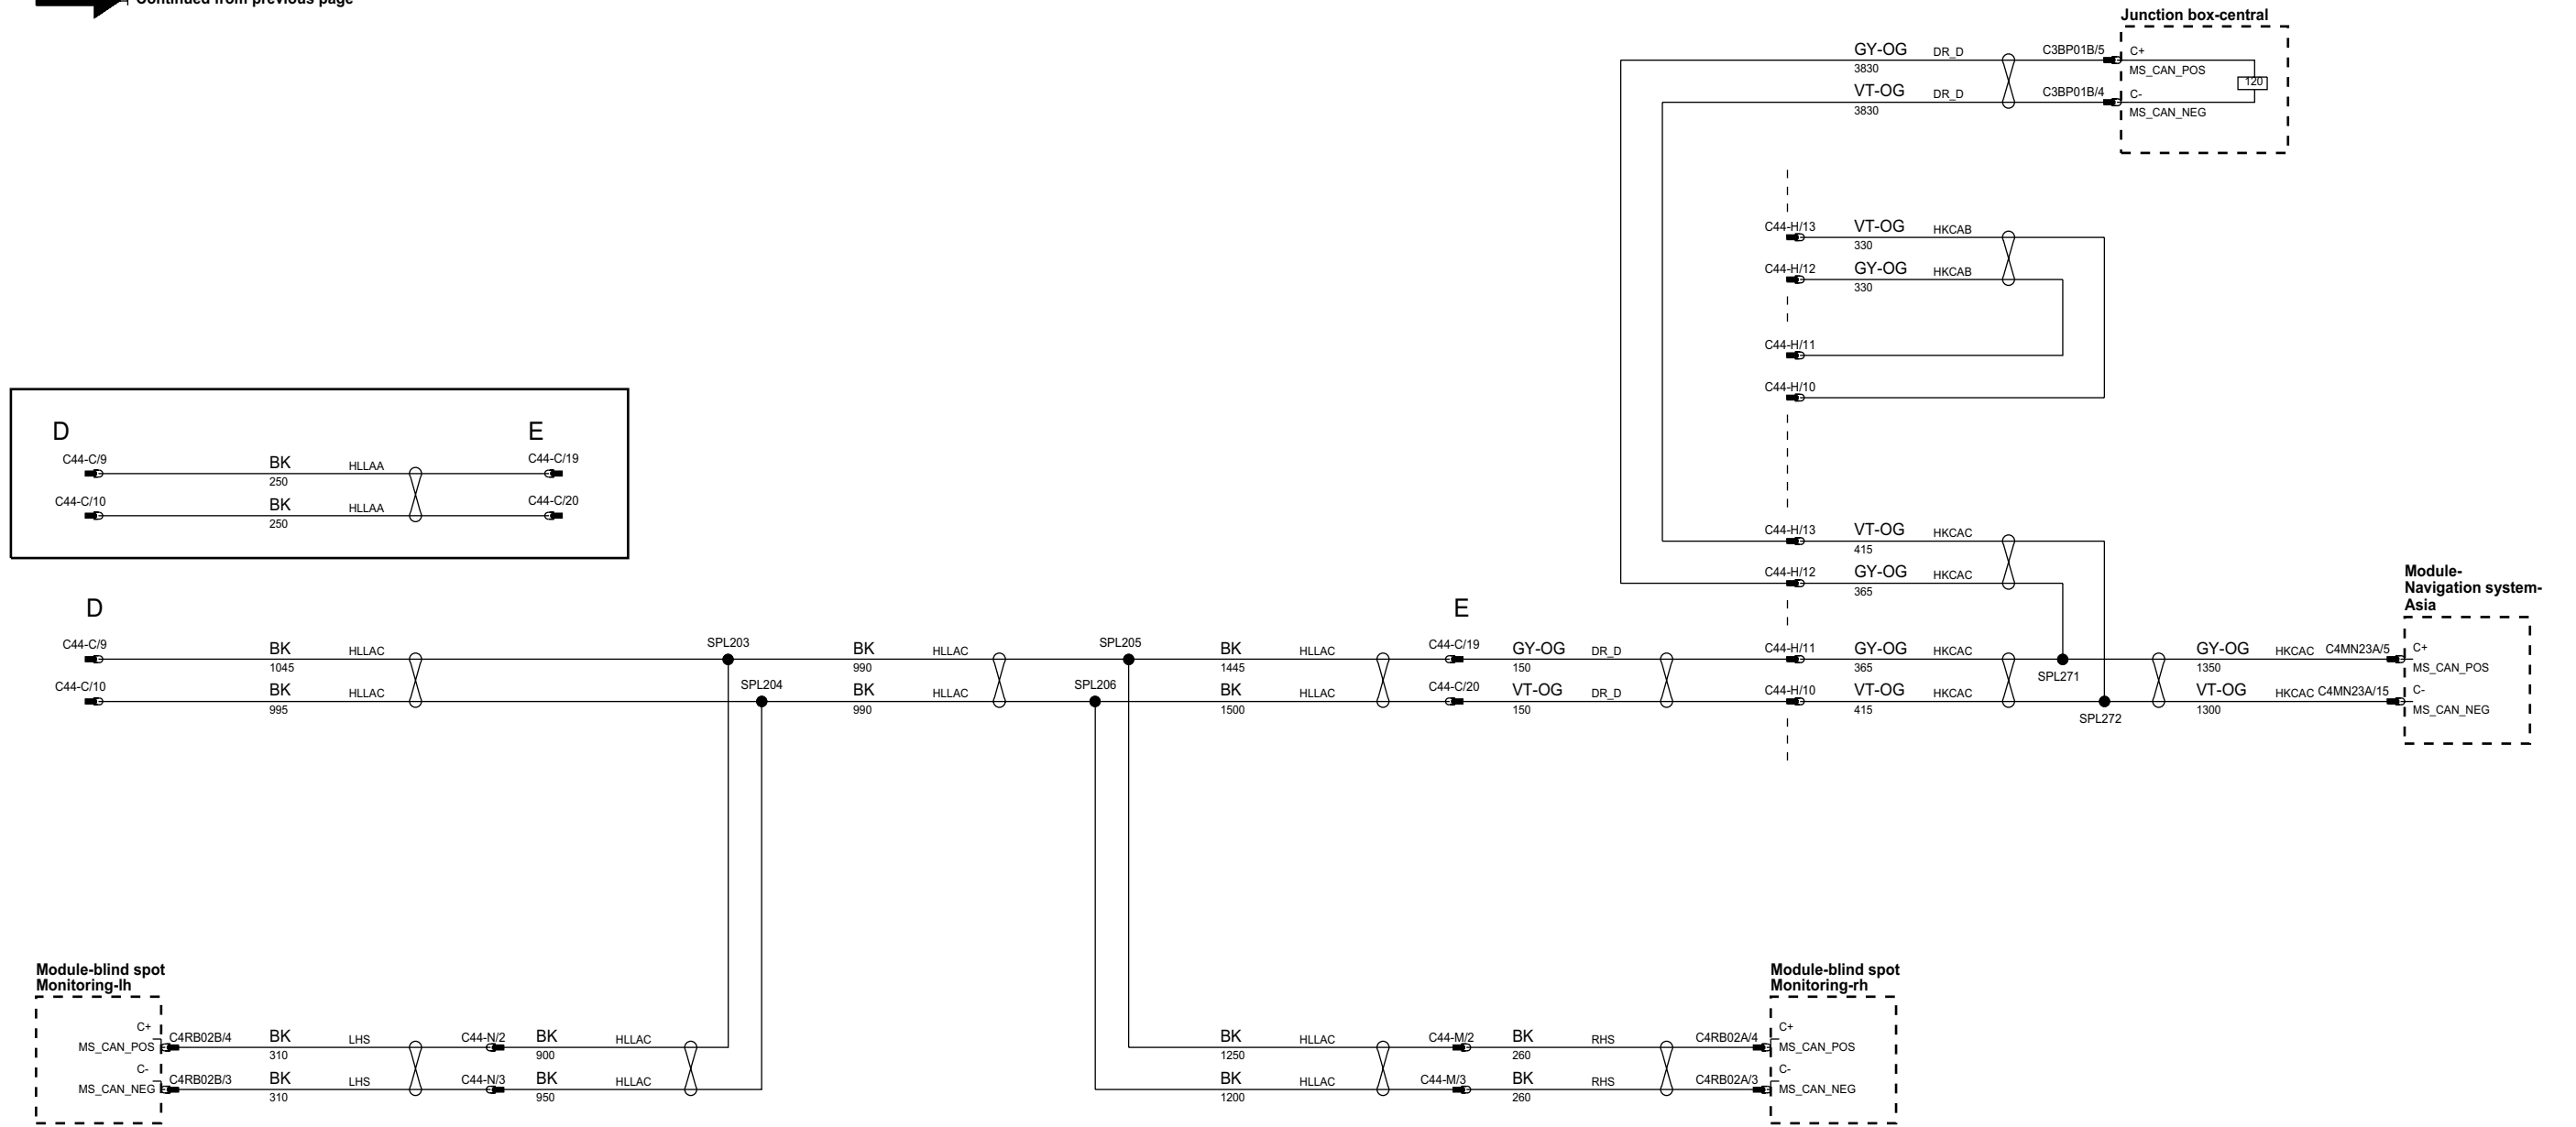 Continued from previous page
Junction box-central
GY-OG DR_D C3BP01B/5 C+
3830 MS_CAN_POS
120
VT-OG DR_D C3BP01B/4 C-
3830 MS_CAN_NEG
C44-H/13 VT-OG HKCAB
330
C44-H/12 GY-OG HKCAB
330
C44-H/11
C44-H/10
D E
C44-C/9 BK HLLAA C44-C/19
250
C44-C/10 BK HLLAA C44-C/20
250
C44-H/13 VT-OG HKCAC
415
C44-H/12 GY-OG HKCAC
365
Module-
Navigation system-
Asia
D E
C44-C/9 BK HLLAC SPL203 BK HLLAC SPL205 BK HLLAC C44-C/19 GY-OG DR_D C44-H/11 GY-OG HKCAC GY-OG HKCAC C4MN23A/5 C+
1045 990 1445 150 365 SPL271 1350 MS_CAN_POS
C44-C/10 BK HLLAC SPL204 BK HLLAC SPL206 BK HLLAC C44-C/20 VT-OG DR_D C44-H/10 VT-OG HKCAC VT-OG HKCAC C4MN23A/15 C-
995 990 1500 150 415 SPL272 1300 MS_CAN_NEG
Module-blind spot
Monitoring-lh
C+ C4RB02B/4 BK LHS C44-N/2 BK HLLAC
MS_CAN_POS 310 900
C- C4RB02B/3 BK LHS C44-N/3 BK HLLAC
MS_CAN_NEG 310 950
Module-blind spot
Monitoring-rh
BK HLLAC C44-M/2 BK RHS C4RB02A/4 C+
1250 260 MS_CAN_POS
BK HLLAC C44-M/3 BK RHS C4RB02A/3 C-
1200 260 MS_CAN_NEG